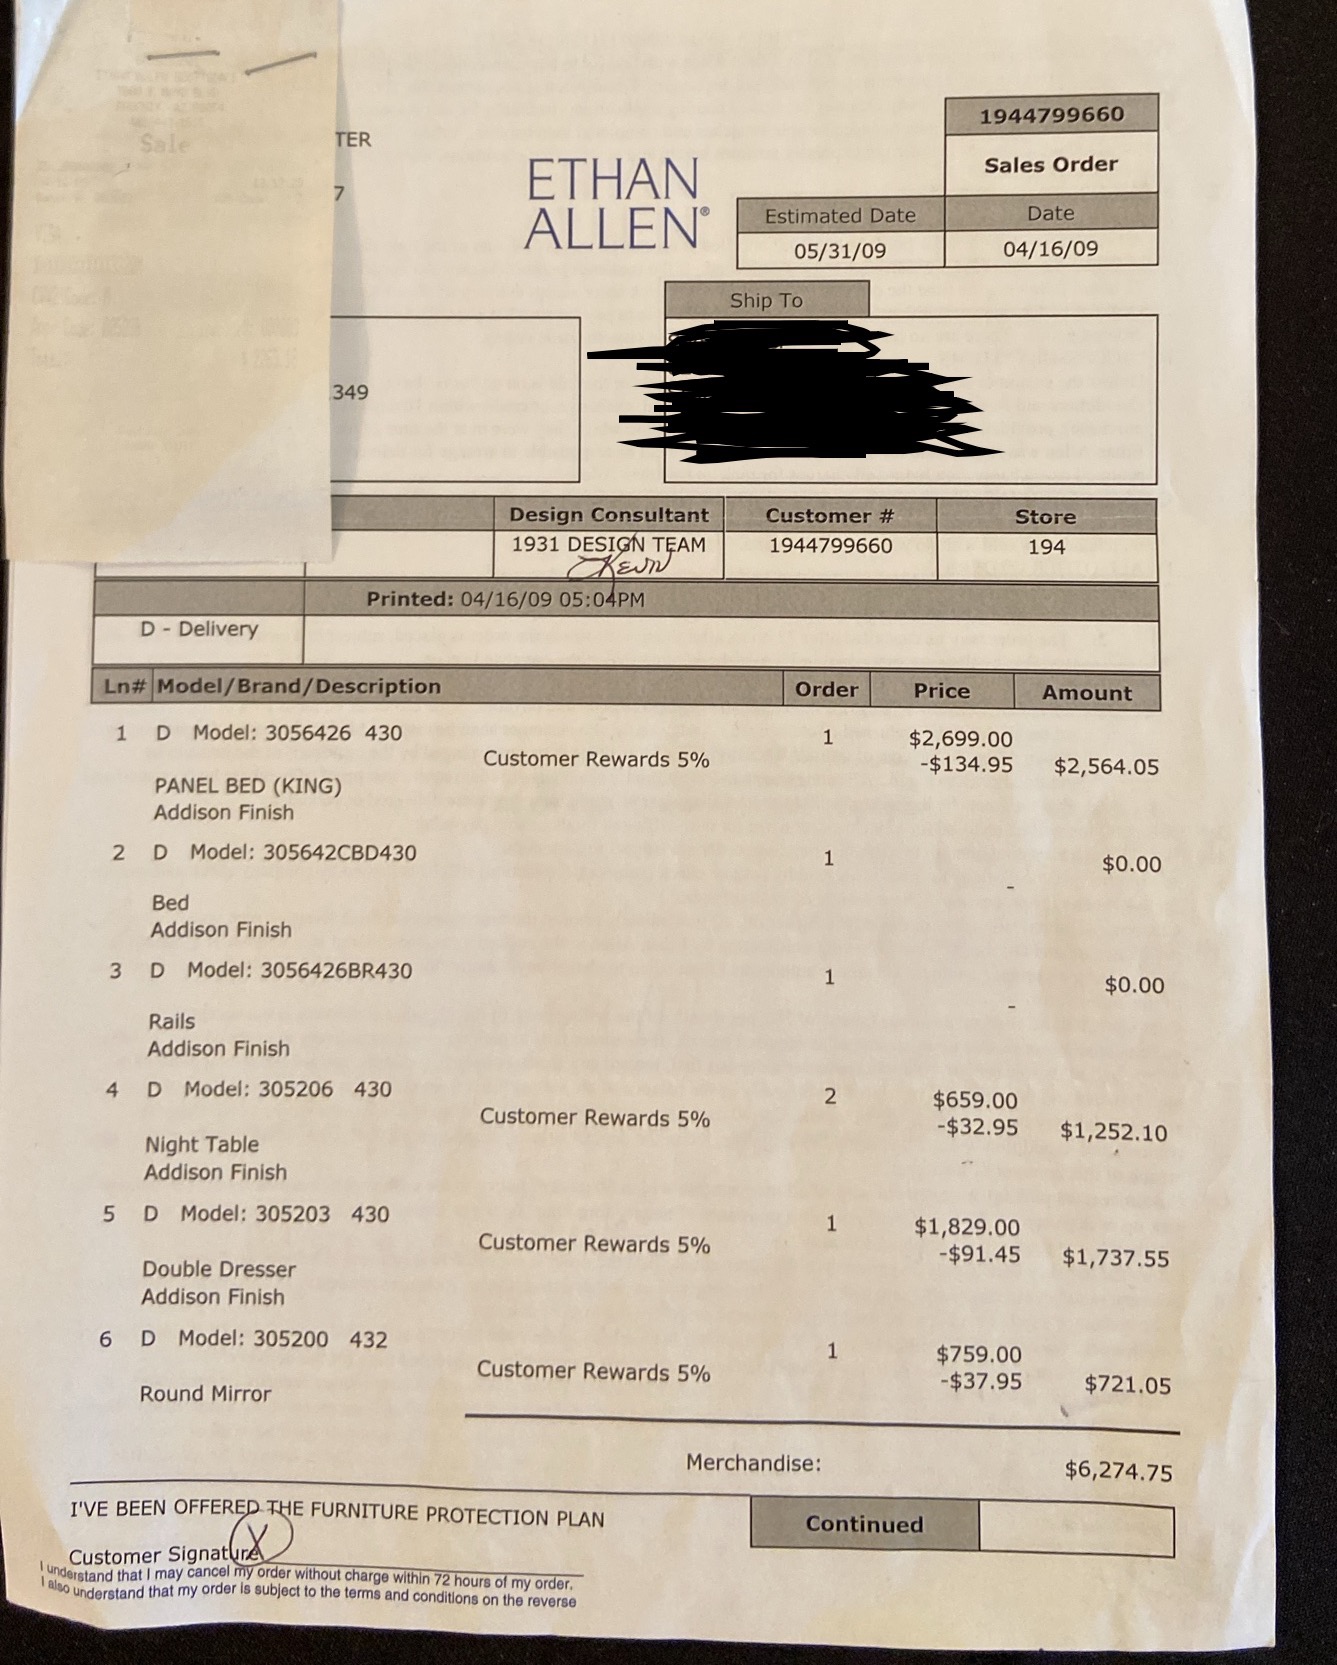 Sale
TER
7
ETHAN
ALLEN®
1944799660
Sales Order
Estimated Date Date
05/31/09 04/16/09
Ship To
349
Design Consultant Customer # Store
1931 DESIGN TEAM 1944799660 194
Kevin
Printed: 04/16/09 05:04PM
D - Delivery
Ln# Model/Brand/Description Order Price Amount
1 D Model: 3056426 430 1 $2,699.00
Customer Rewards 5% -$134.95 $2,564.05
PANEL BED (KING)
Addison Finish
2 D Model: 305642CBD430 1 $0.00
-
Bed
Addison Finish
3 D Model: 3056426BR430 1 $0.00
-
Rails
Addison Finish
4 D Model: 305206 430 2 $659.00
Customer Rewards 5% -$32.95 $1,252.10
Night Table
Addison Finish
5 D Model: 305203 430 1 $1,829.00
Customer Rewards 5% -$91.45 $1,737.55
Double Dresser
Addison Finish
6 D Model: 305200 432 1 $759.00
Customer Rewards 5% -$37.95 $721.05
Round Mirror
Merchandise: $6,274.75
I'VE BEEN OFFERED THE FURNITURE PROTECTION PLAN
Continued
Customer Signature X
I understand that I may cancel my order without charge within 72 hours of my order.
I also understand that my order is subject to the terms and conditions on the reverse